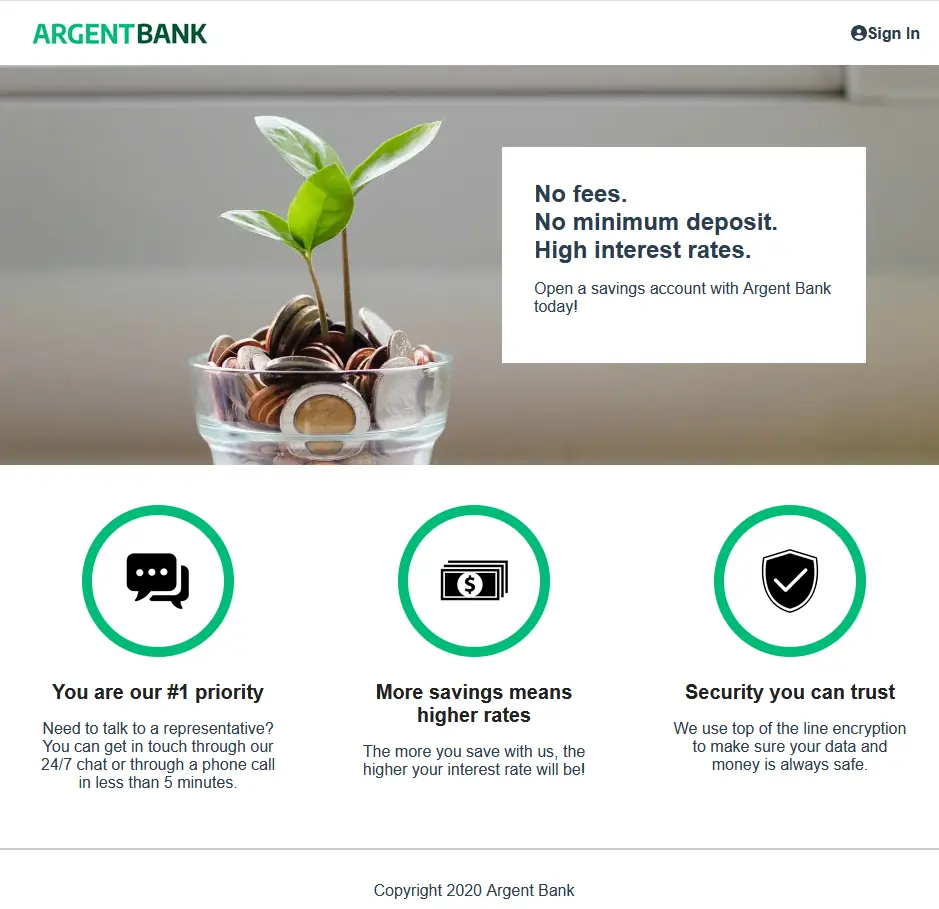 ARGENTBANK
Sign In
No fees.
No minimum deposit.
High interest rates.
Open a savings account with Argent Bank
today!
$
You are our #1 priority
Need to talk to a representative?
You can get in touch through our
24/7 chat or through a phone call
in less than 5 minutes.
More savings means
higher rates
The more you save with us, the
higher your interest rate will be!
Security you can trust
We use top of the line encryption
to make sure your data and
money is always safe.
Copyright 2020 Argent Bank